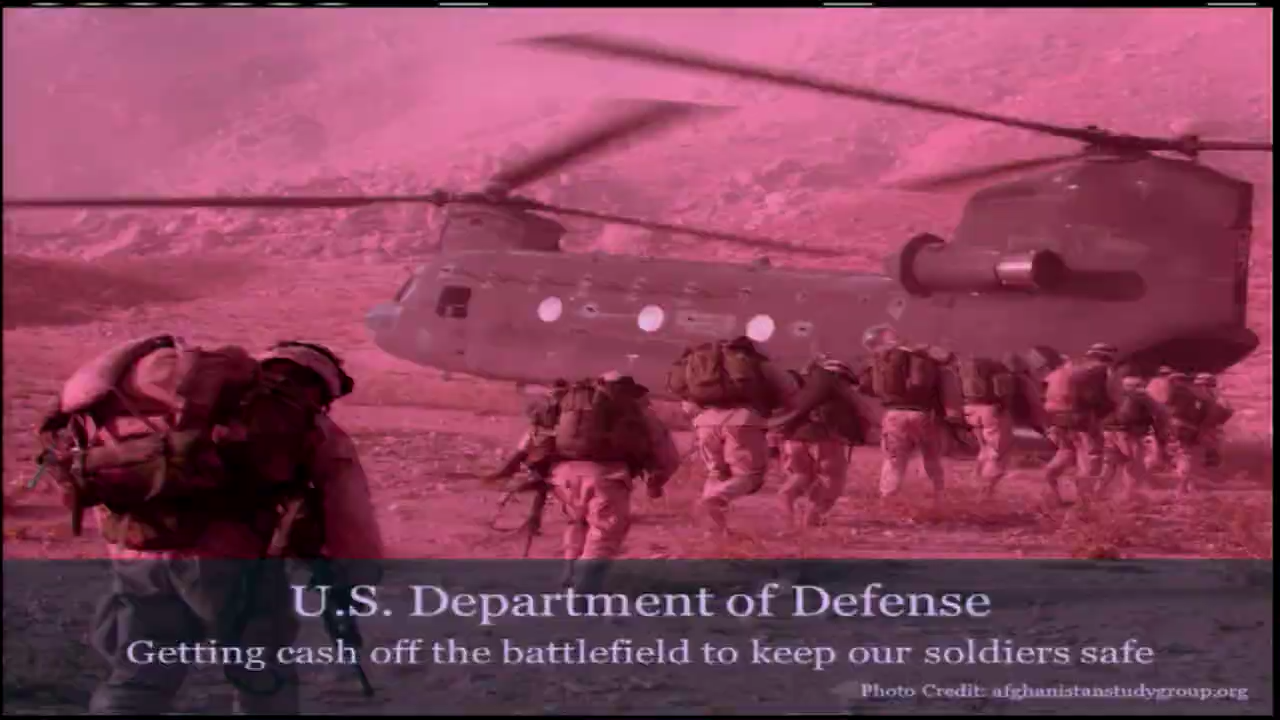 U.S. Department of Defense
Getting cash off the battlefield to keep our soldiers safe
Photo Credit: afghanistanstudygroup.org